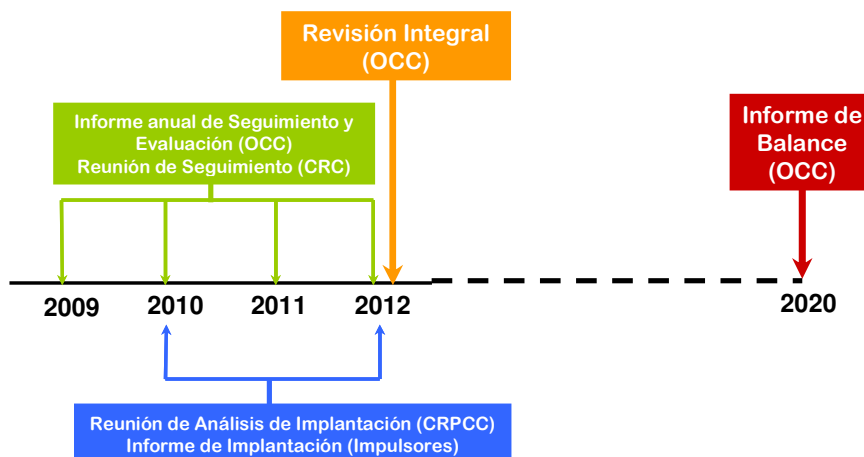 Revisión Integral
(OCC)
Informe anual de Seguimiento y
Evaluación (OCC)
Reunión de Seguimiento (CRC)
Informe de
Balance
(OCC)
2009
2010
2011
2012
2020
Reunión de Análisis de Implantación (CRPCC)
Informe de Implantación (Impulsores)